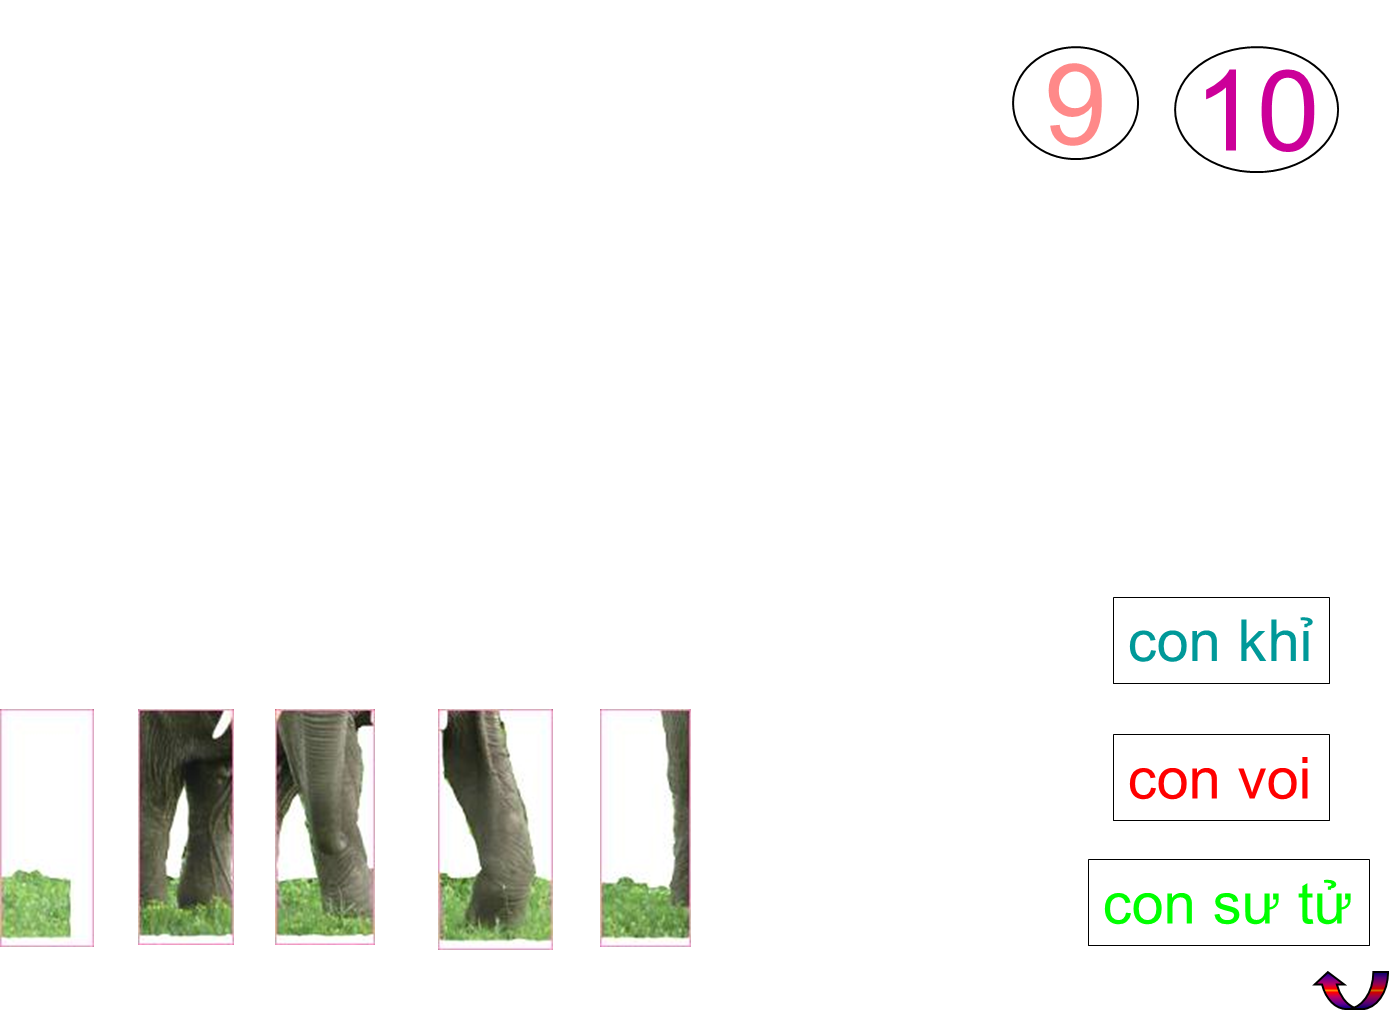 9 10
con khỉ
con voi
con sư tử